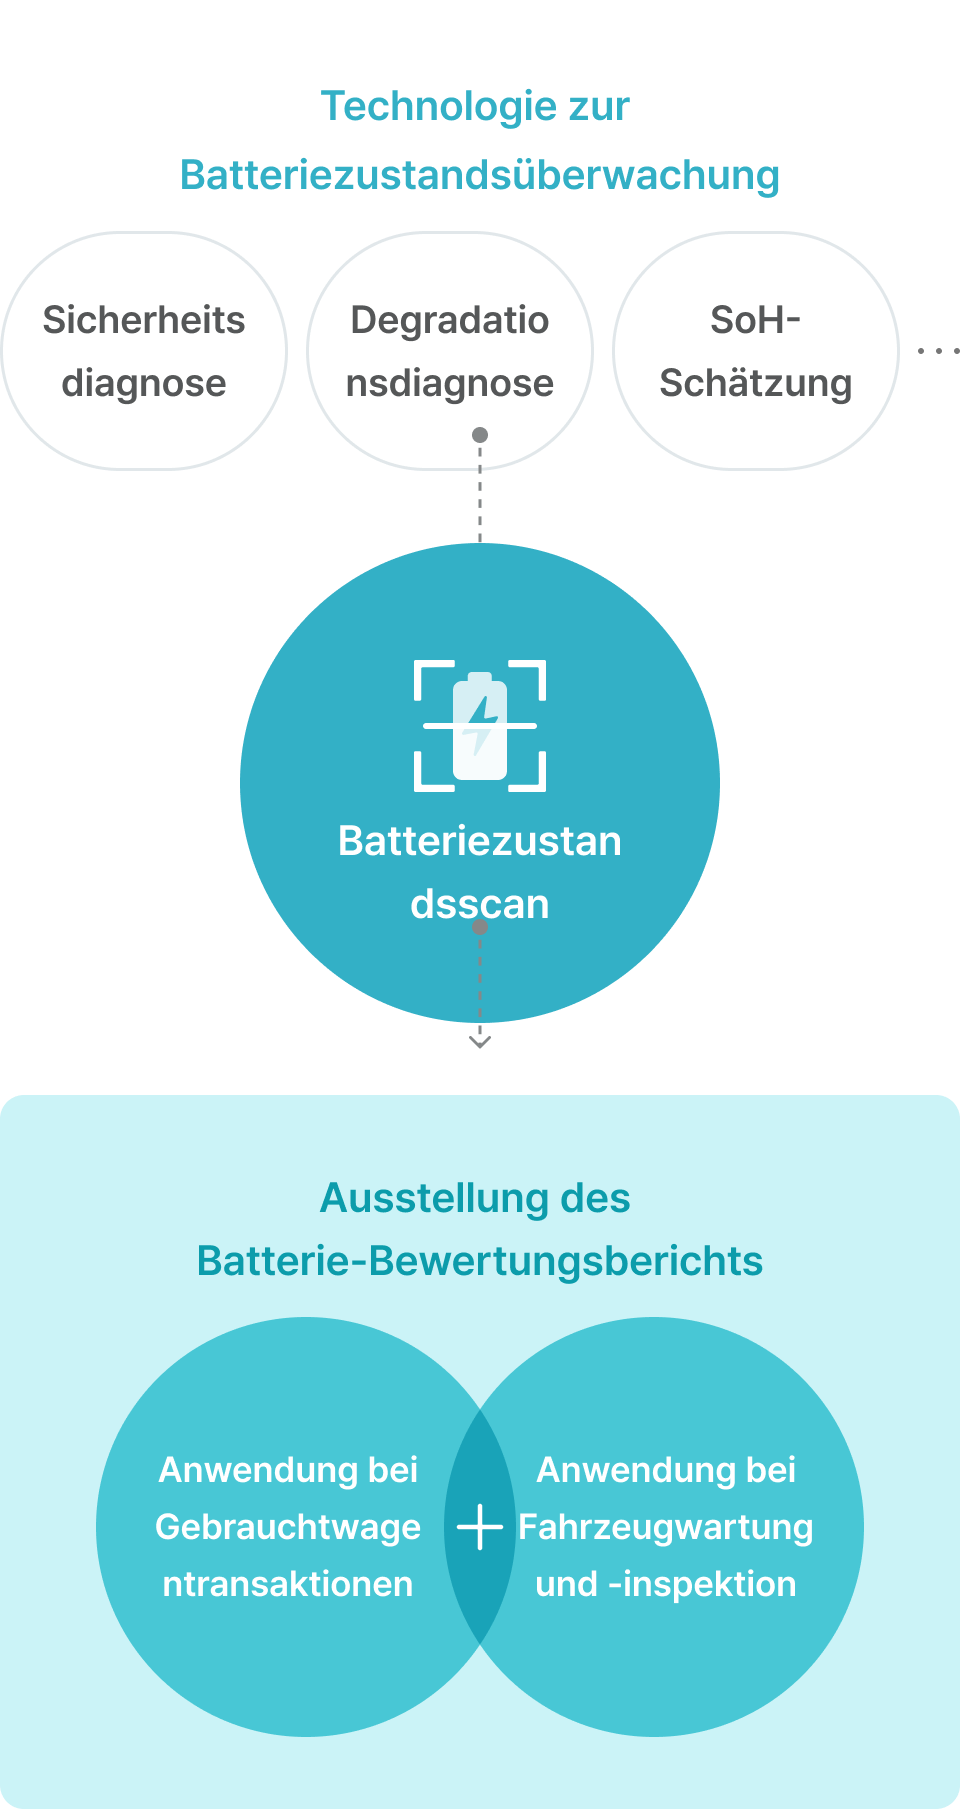 Technologie zur
Batteriezustandsüberwachung
Sicherheits
diagnose
Degradatio
nsdiagnose
SoH-
Schätzung
...
Batteriezustan
dsscan
Ausstellung des
Batterie-Bewertungsberichts
Anwendung bei
Gebrauchtwage
ntransaktionen
+
Anwendung bei
Fahrzeugwartung
und -inspektion